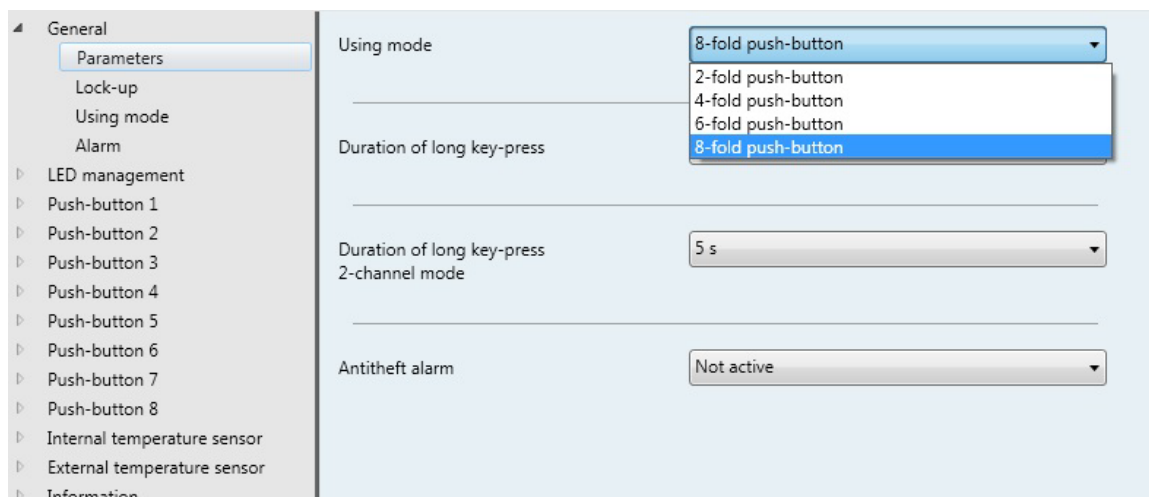 General
Parameters
Lock-up
Using mode
Alarm
LED management
Push-button 1
Push-button 2
Push-button 3
Push-button 4
Push-button 5
Push-button 6
Push-button 7
Push-button 8
Internal temperature sensor
External temperature sensor
Information
Using mode
8-fold push-button
2-fold push-button
4-fold push-button
6-fold push-button
8-fold push-button
Duration of long key-press
Duration of long key-press
2-channel mode
5 s
Antitheft alarm
Not active